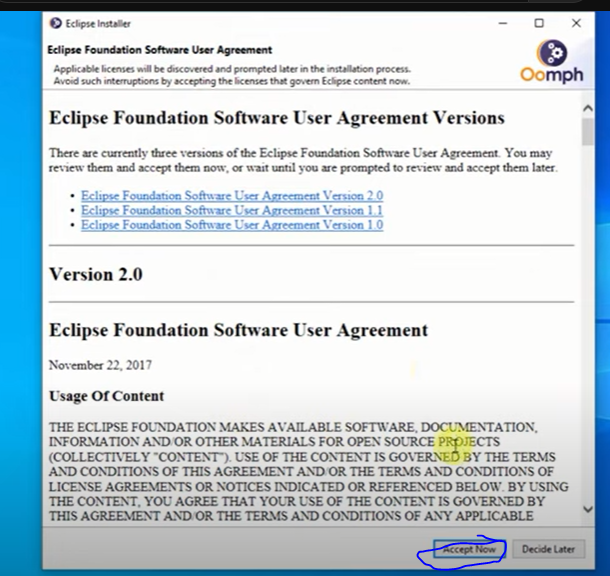 Eclipse Installer
Eclipse Foundation Software User Agreement
Applicable licenses will be discovered and prompted later in the installation process.
Avoid such interruptions by accepting the licenses that govern Eclipse content now.
Oomph
Eclipse Foundation Software User Agreement Versions
There are currently three versions of the Eclipse Foundation Software User Agreement. You may
review them and accept them now, or wait until you are prompted to review and accept them later.
• Eclipse Foundation Software User Agreement Version 2.0
• Eclipse Foundation Software User Agreement Version 1.1
• Eclipse Foundation Software User Agreement Version 1.0
Version 2.0
Eclipse Foundation Software User Agreement
November 22, 2017
Usage Of Content
THE ECLIPSE FOUNDATION MAKES AVAILABLE SOFTWARE, DOCUMENTATION,
INFORMATION AND/OR OTHER MATERIALS FOR OPEN SOURCE PROJECTS
(COLLECTIVELY "CONTENT"). USE OF THE CONTENT IS GOVERNED BY THE TERMS
AND CONDITIONS OF THIS AGREEMENT AND/OR THE TERMS AND CONDITIONS OF
LICENSE AGREEMENTS OR NOTICES INDICATED OR REFERENCED BELOW. BY USING
THE CONTENT, YOU AGREE THAT YOUR USE OF THE CONTENT IS GOVERNED BY
THIS AGREEMENT AND/OR THE TERMS AND CONDITIONS OF ANY APPLICABLE
Accept Now
Decide Later